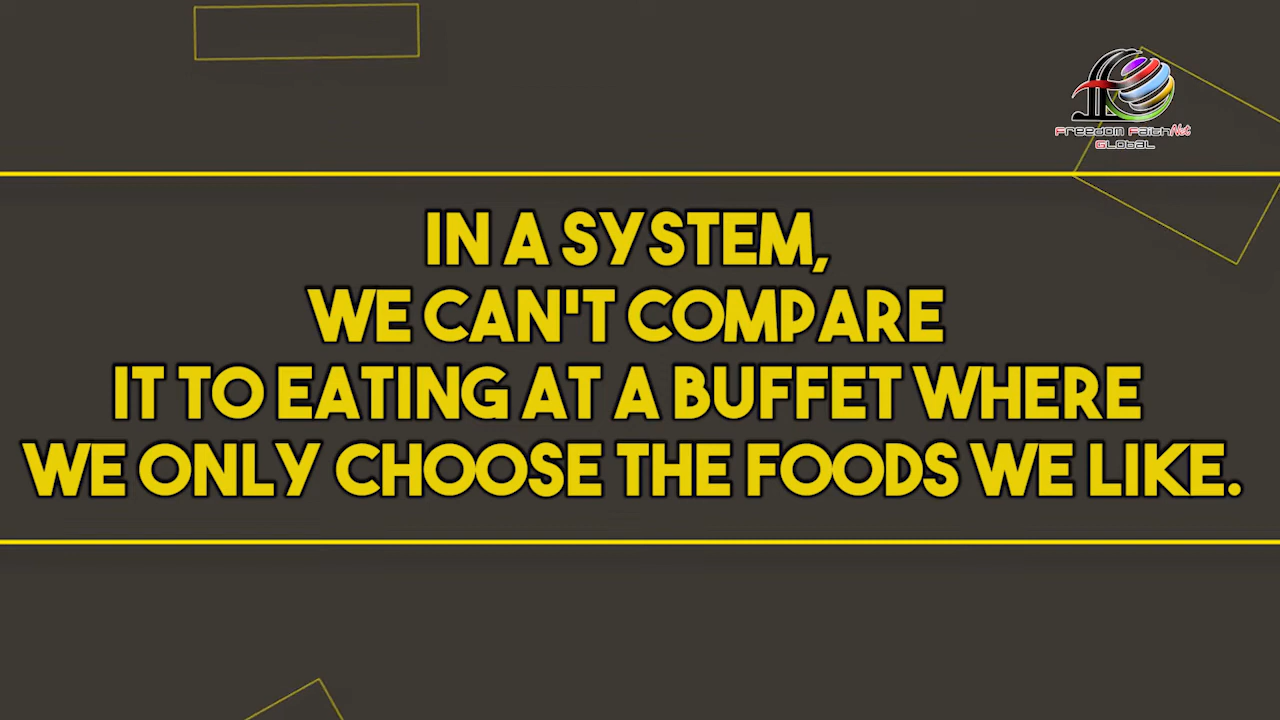 Freedom FaithNet
Global
IN A SYSTEM,
WE CAN'T COMPARE
IT TO EATING AT A BUFFET WHERE
WE ONLY CHOOSE THE FOODS WE LIKE.